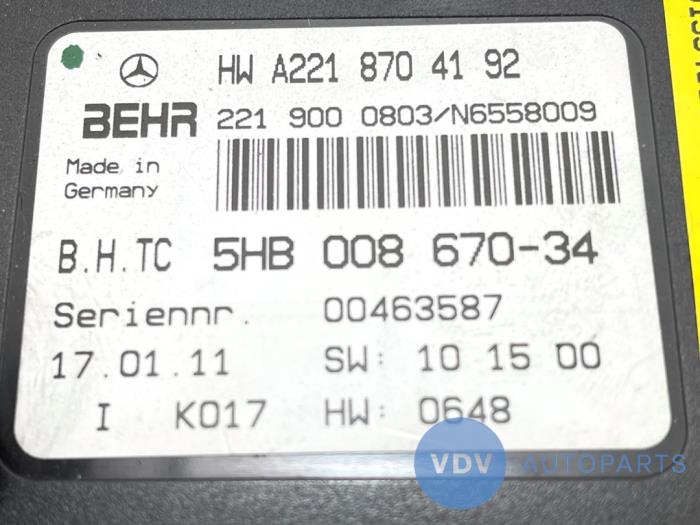 HW A221 870 41 92
BEHR 221 900 0803/N6558009
Made in
Germany
B.H.TC 5HB 008 670-34
Seriennr. 00463587
17.01.11 SW: 10 15 00
I K017 HW: 0648
VDV AUTOPARTS